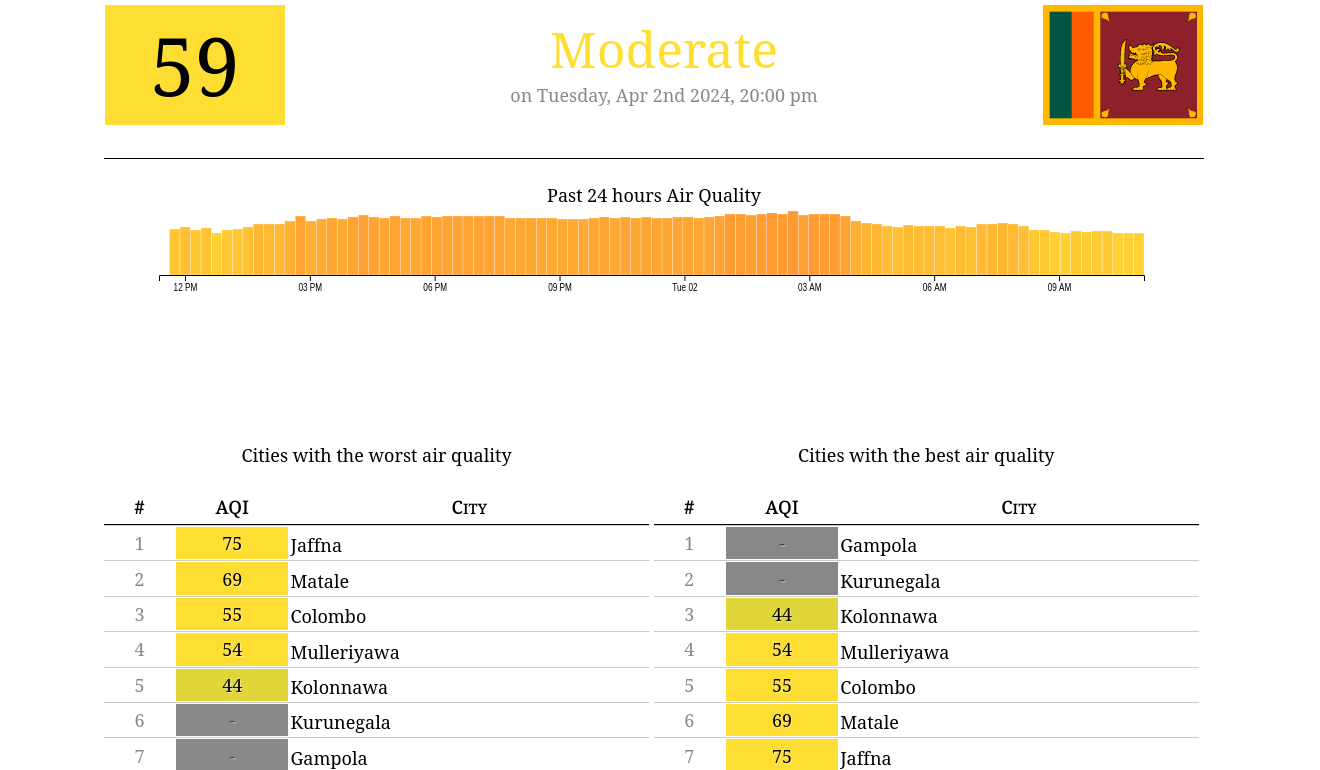 59
Moderate
on Tuesday, Apr 2nd 2024, 20:00 pm
Past 24 hours Air Quality
12 PM 03 PM 06 PM 09 PM Tue 02 03 AM 06 AM 09 AM
Cities with the worst air quality
# AQI City
1 75 Jaffna
2 69 Matale
3 55 Colombo
4 54 Mulleriyawa
5 44 Kolonnawa
6 - Kurunegala
7 - Gampola
Cities with the best air quality
# AQI City
1 - Gampola
2 - Kurunegala
3 44 Kolonnawa
4 54 Mulleriyawa
5 55 Colombo
6 69 Matale
7 75 Jaffna